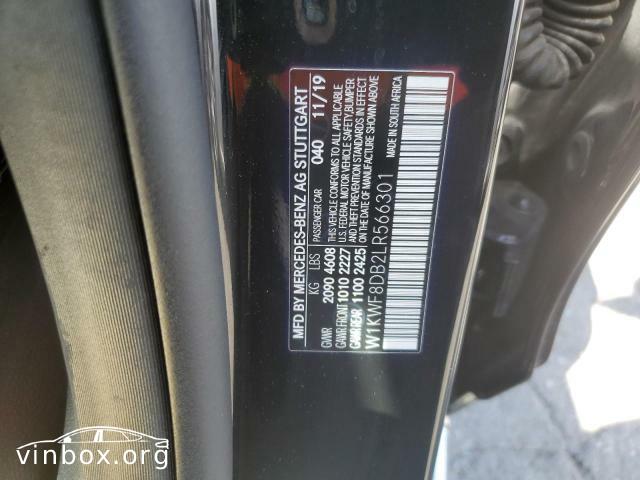 MFD BY MERCEDES-BENZ AG STUTTGART
PASSENGER CAR 040 11/19
KG LBS
GVWR 2090 4608
GAWR FRONT 1010 2227
GAWR REAR 1100 2425
THIS VEHICLE CONFORMS TO ALL APPLICABLE
U.S. FEDERAL MOTOR VEHICLE SAFETY, BUMPER
AND THEFT PREVENTION STANDARDS IN EFFECT
ON THE DATE OF MANUFACTURE SHOWN ABOVE
MADE IN SOUTH AFRICA
W1KWF8DB2LR566301
vinbox.org